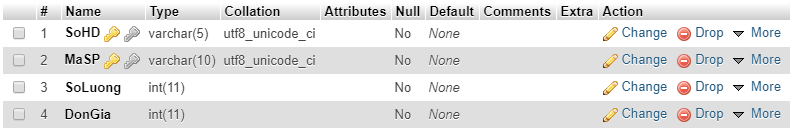 # Name Type Collation Attributes Null Default Comments Extra Action
1 SoHD varchar(5) utf8_unicode_ci No None Change Drop More
2 MaSP varchar(10) utf8_unicode_ci No None Change Drop More
3 SoLuong int(11) No None Change Drop More
4 DonGia int(11) No None Change Drop More